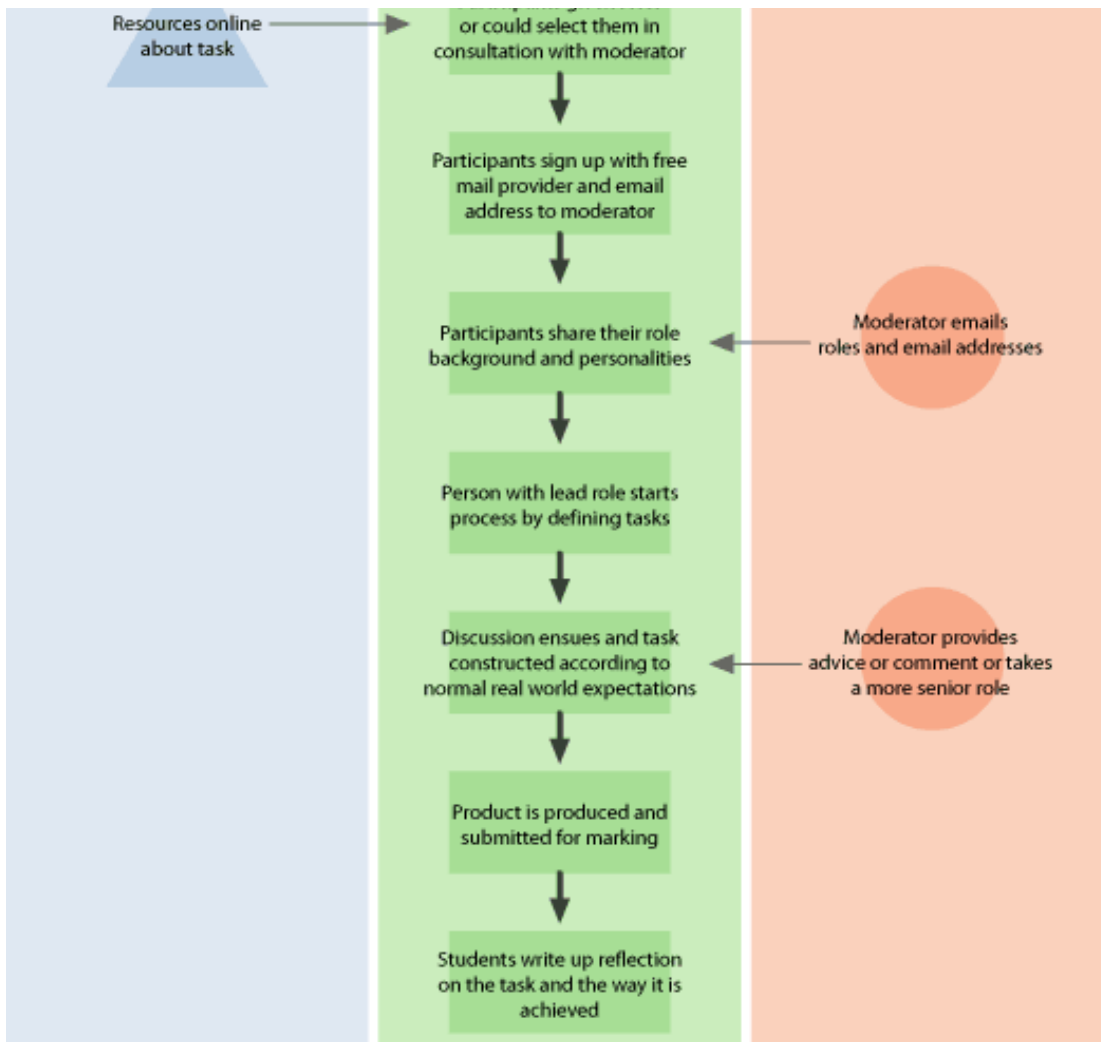 Resources online
about task
or could select them in
consultation with moderator
Participants sign up with free
mail provider and email
address to moderator
Participants share their role
background and personalities
Moderator emails
roles and email addresses
Person with lead role starts
process by defining tasks
Discussion ensues and task
constructed according to
normal real world expectations
Moderator provides
advice or comment or takes
a more senior role
Product is produced and
submitted for marking
Students write up reflection
on the task and the way it is
achieved